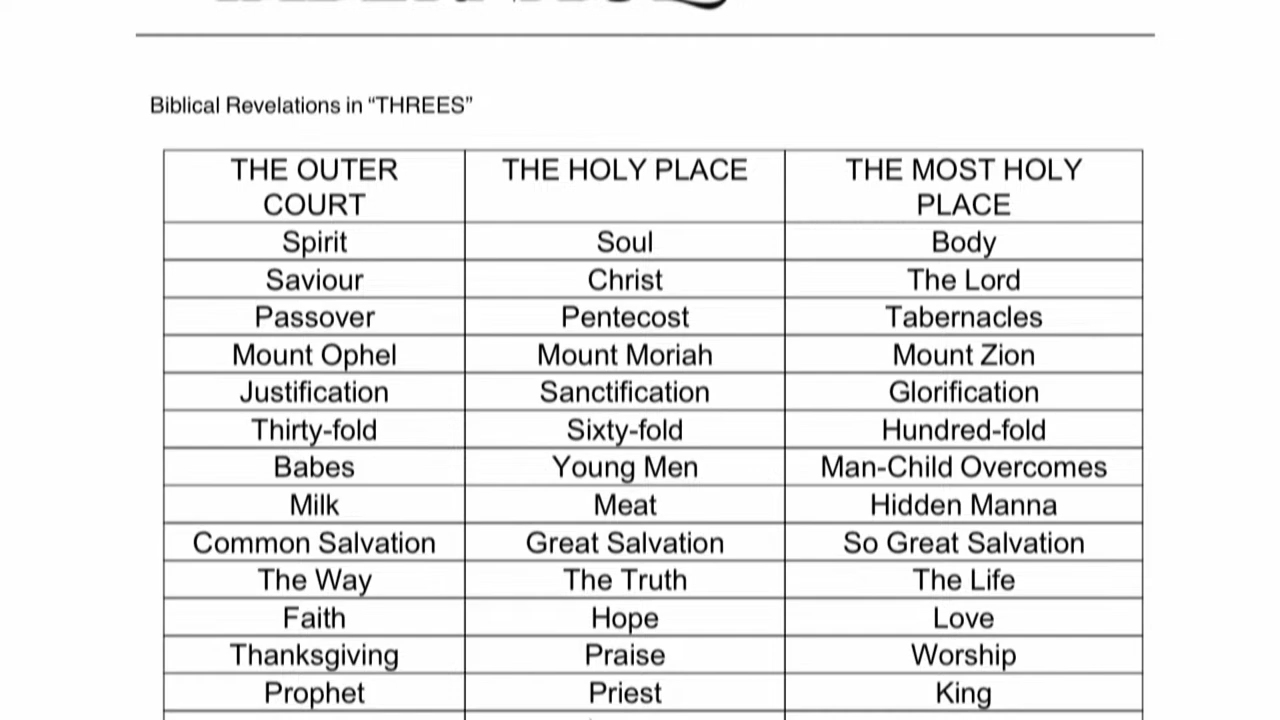 Biblical Revelations in “THREES”
THE OUTER COURT THE HOLY PLACE THE MOST HOLY PLACE
Spirit Soul Body
Saviour Christ The Lord
Passover Pentecost Tabernacles
Mount Ophel Mount Moriah Mount Zion
Justification Sanctification Glorification
Thirty-fold Sixty-fold Hundred-fold
Babes Young Men Man-Child Overcomes
Milk Meat Hidden Manna
Common Salvation Great Salvation So Great Salvation
The Way The Truth The Life
Faith Hope Love
Thanksgiving Praise Worship
Prophet Priest King